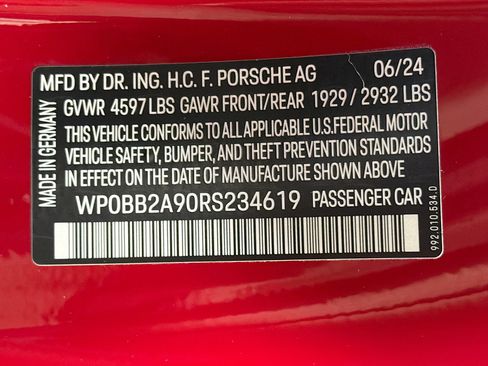 MFD BY DR. ING. H.C. F. PORSCHE AG 06/24
GVWR 4597 LBS GAWR FRONT/REAR 1929 / 2932 LBS
THIS VEHICLE CONFORMS TO ALL APPLICABLE U.S.FEDERAL MOTOR
VEHICLE SAFETY, BUMPER, AND THEFT PREVENTION STANDARDS
IN EFFECT ON THE DATE OF MANUFACTURE SHOWN ABOVE
WP0BB2A90RS234619 PASSENGER CAR
MADE IN GERMANY
992.010.534.0